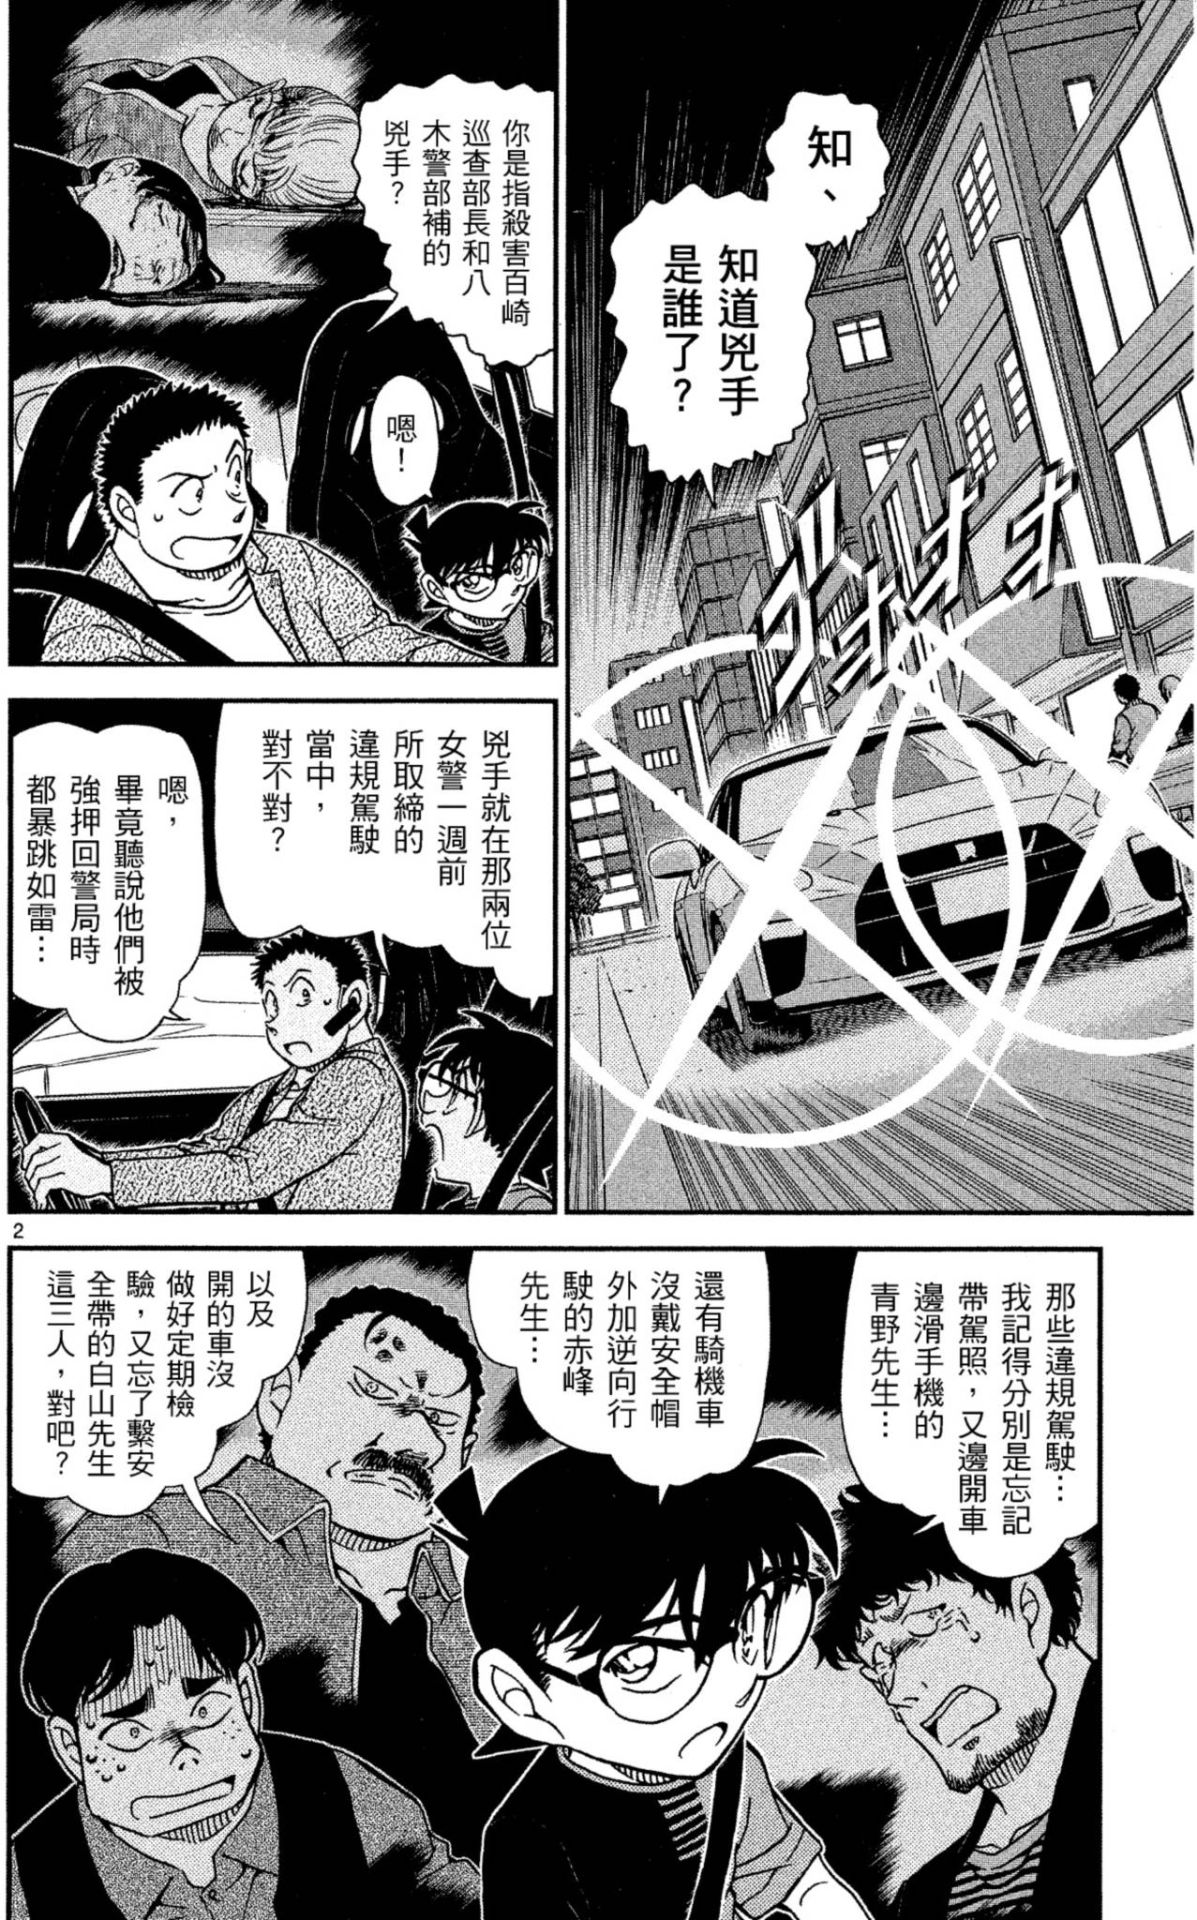 知、
知道兇手
是誰了？
ゴォオオ
你是指殺害百崎
巡查部長和八
木警部補的
兇手？
嗯！
兇手就在那兩位
女警一週前
所取締的
違規駕駛
當中，
對不對？
嗯，
畢竟聽說他們被
強押回警局時
都暴跳如雷…
2
那些違規駕駛…
我記得分別是忘記
帶駕照，又邊開車
邊滑手機的
青野先生…
還有騎機車
沒戴安全帽
外加逆向行
駛的赤峰
先生…
以及
開的車沒
做好定期檢
驗，又忘了繫安
全帶的白山先生
這三人，對吧？